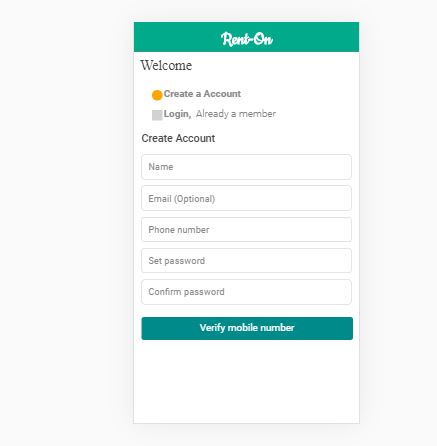 Rent-On
Welcome
Create a Account
Login, Already a member
Create Account
Name
Email (Optional)
Phone number
Set password
Confirm password
Verify mobile number